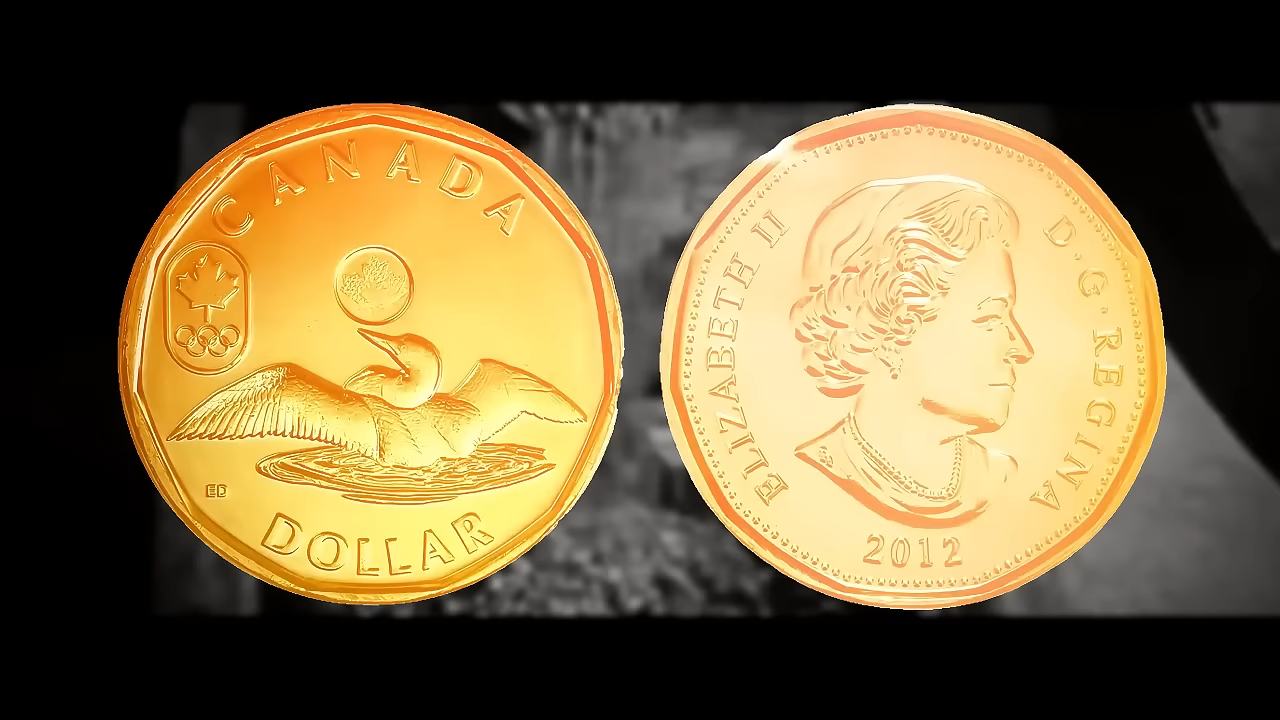 CANADA
ED
DOLLAR
ELIZABETH II
D·G·REGINA
2012